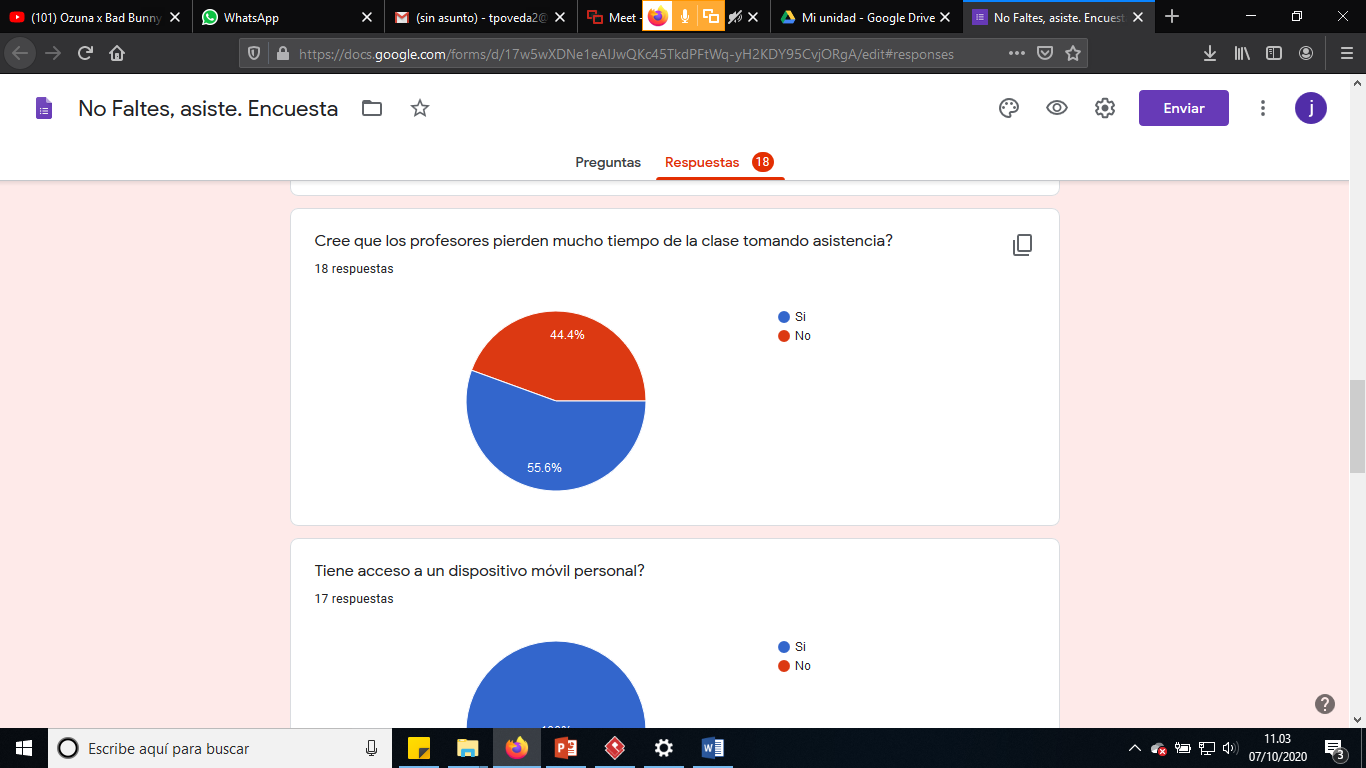 (101) Ozuna x Bad Bunny
WhatsApp
(sin asunto) - tpoveda2@
Meet -
Mi unidad - Google Drive
No Faltes, asiste. Encuest
https://docs.google.com/forms/d/17w5wXDNe1eAIJwQKc45TkdPFtWq-yH2KDY95CvjORgA/edit#responses
No Faltes, asiste. Encuesta
Enviar
j
Preguntas
Respuestas 18
Cree que los profesores pierden mucho tiempo de la clase tomando asistencia?
18 respuestas
Si
No
44.4%
55.6%
Tiene acceso a un dispositivo móvil personal?
17 respuestas
Si
No
Escribe aquí para buscar
11.03
07/10/2020
3